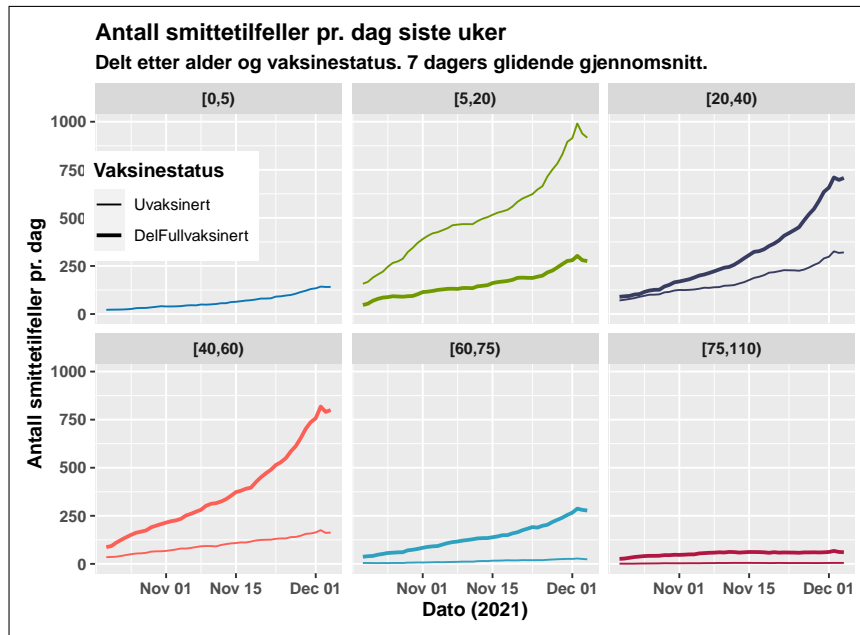 Antall smittetilfeller pr. dag siste uker
Delt etter alder og vaksinestatus. 7 dagers glidende gjennomsnitt.
[0,5)
[5,20)
[20,40)
1000
750
500
250
0
Vaksinestatus
Uvaksinert
DelFullvaksinert
[40,60)
[60,75)
[75,110)
1000
750
500
250
0
Antall smittetilfeller pr. dag
Nov 01 Nov 15 Dec 01
Nov 01 Nov 15 Dec 01
Nov 01 Nov 15 Dec 01
Dato (2021)